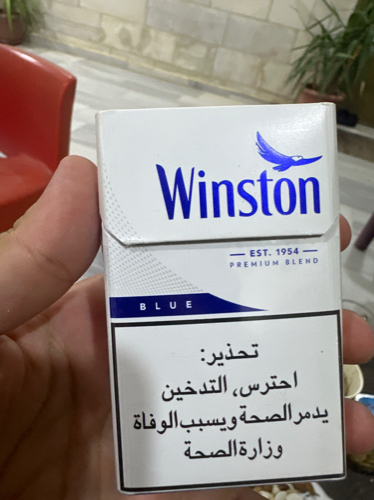 Winston
EST. 1954
PREMIUM BLEND
BLUE
تحذير:
احترس، التدخين
يدمر الصحة ويسبب الوفاة
وزارة الصحة